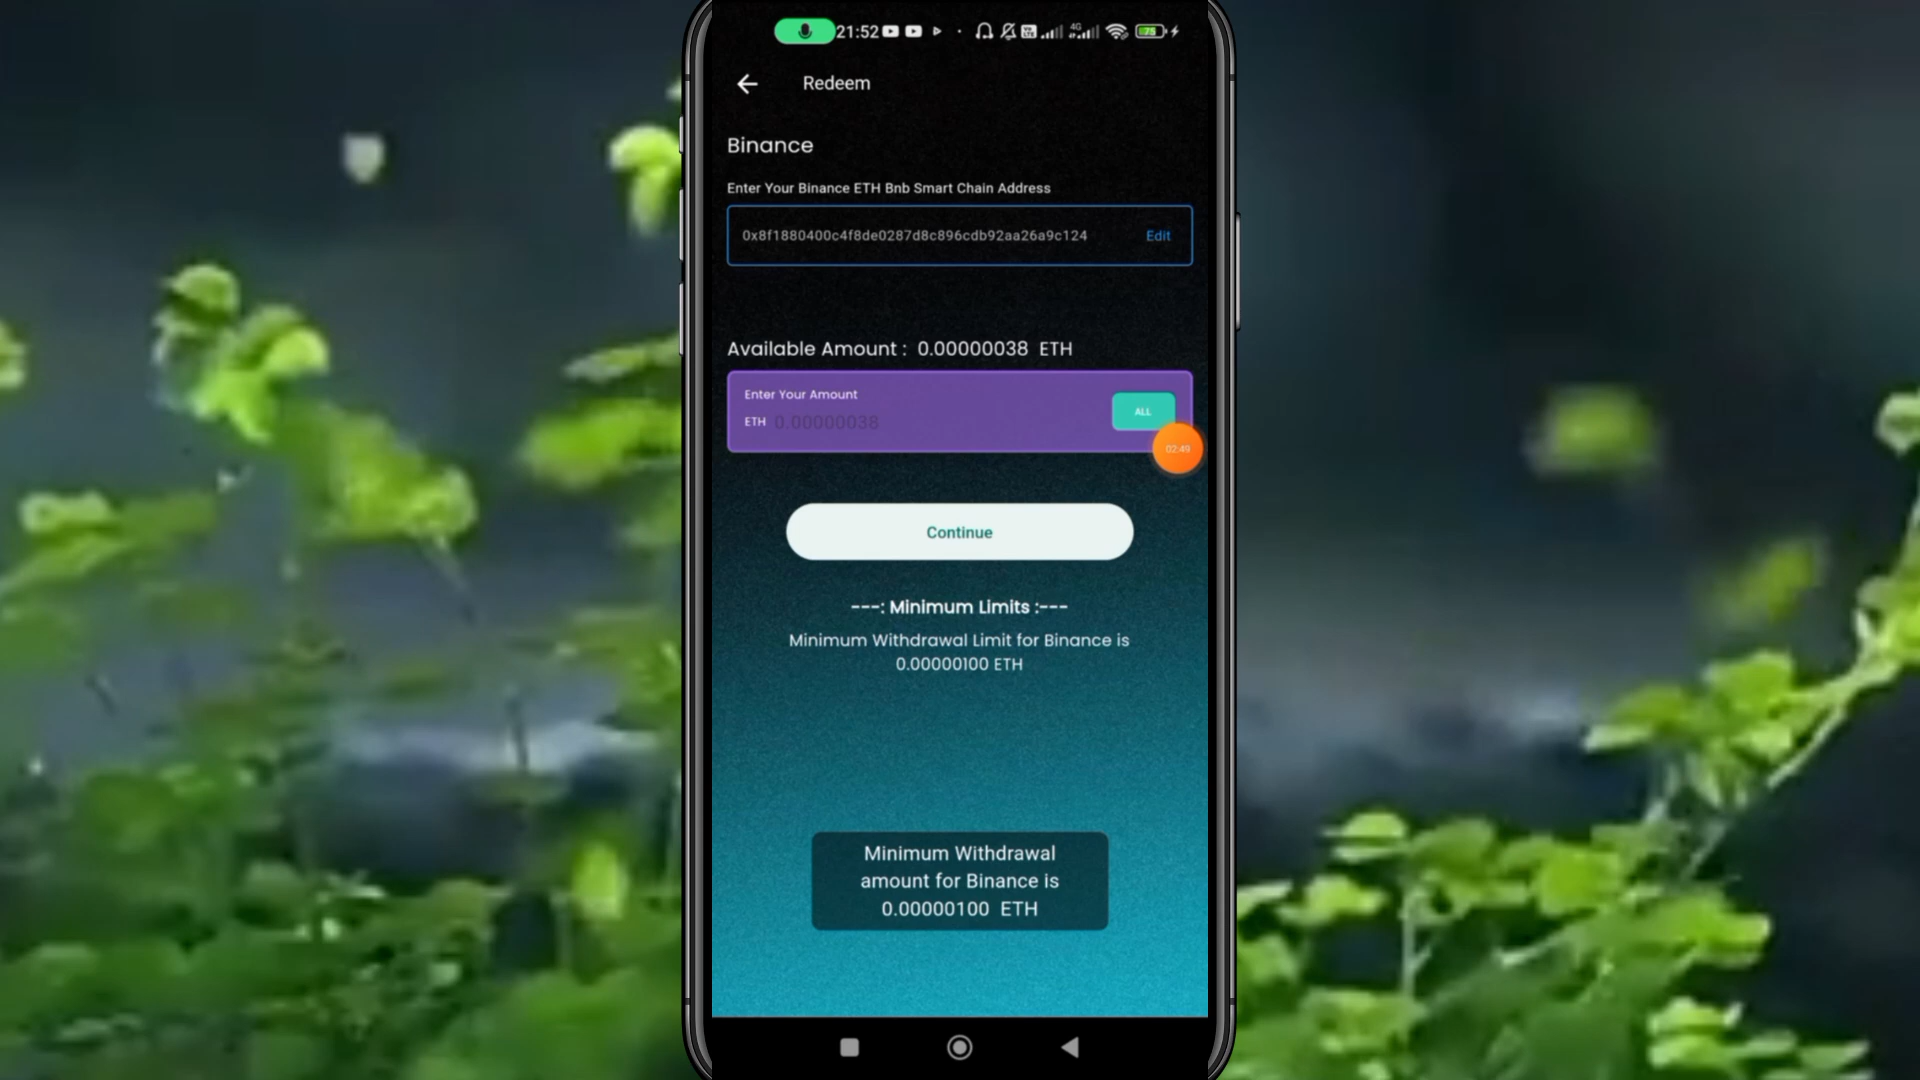 21:52
4G
75
Redeem
Binance
Enter Your Binance ETH Bnb Smart Chain Address
0x8f1880400c4f8de0287d8c896cdb92aa26a9c124
Edit
Available Amount : 0.00000038 ETH
Enter Your Amount
ETH 0.00000038
ALL
02:49
Continue
---: Minimum Limits :---
Minimum Withdrawal Limit for Binance is
0.00000100 ETH
Minimum Withdrawal
amount for Binance is
0.00000100 ETH